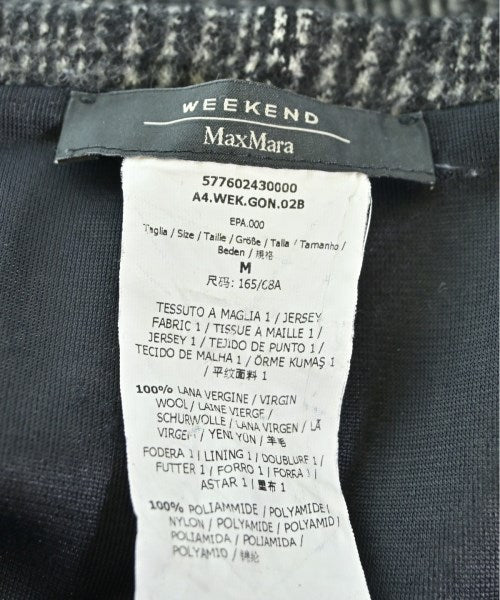 WEEKEND
MaxMara
577602430000
A4.WEK.GON.02B
EPA.000
Taglia / Size / Taille / Größe / Talla / Tamanho /
Beden / 规格
M
尺码: 165/68A
TESSUTO A MAGLIA 1 / JERSEY
FABRIC 1 / TISSUE A MAILLE 1 /
JERSEY 1 / TEJIDO DE PUNTO 1 /
TECIDO DE MALHA 1 / ÖRME KUMAŞ 1
/ 平纹面料 1
100% LANA VERGINE / VIRGIN
WOOL / LAINE VIERGE /
SCHURWOLLE / LANA VIRGEN / LÃ
VIRGEM / YENI YÜN / 羊毛
FODERA 1 / LINING 1 / DOUBLURE 1 /
FUTTER 1 / FORRO 1 / FORRA 1 /
ASTAR 1 / 里布 1
100% POLIAMMIDE / POLYAMIDE /
NYLON / POLYAMIDE / POLYAMID /
POLIAMIDA / POLIAMIDA /
POLYAMID / 锦纶